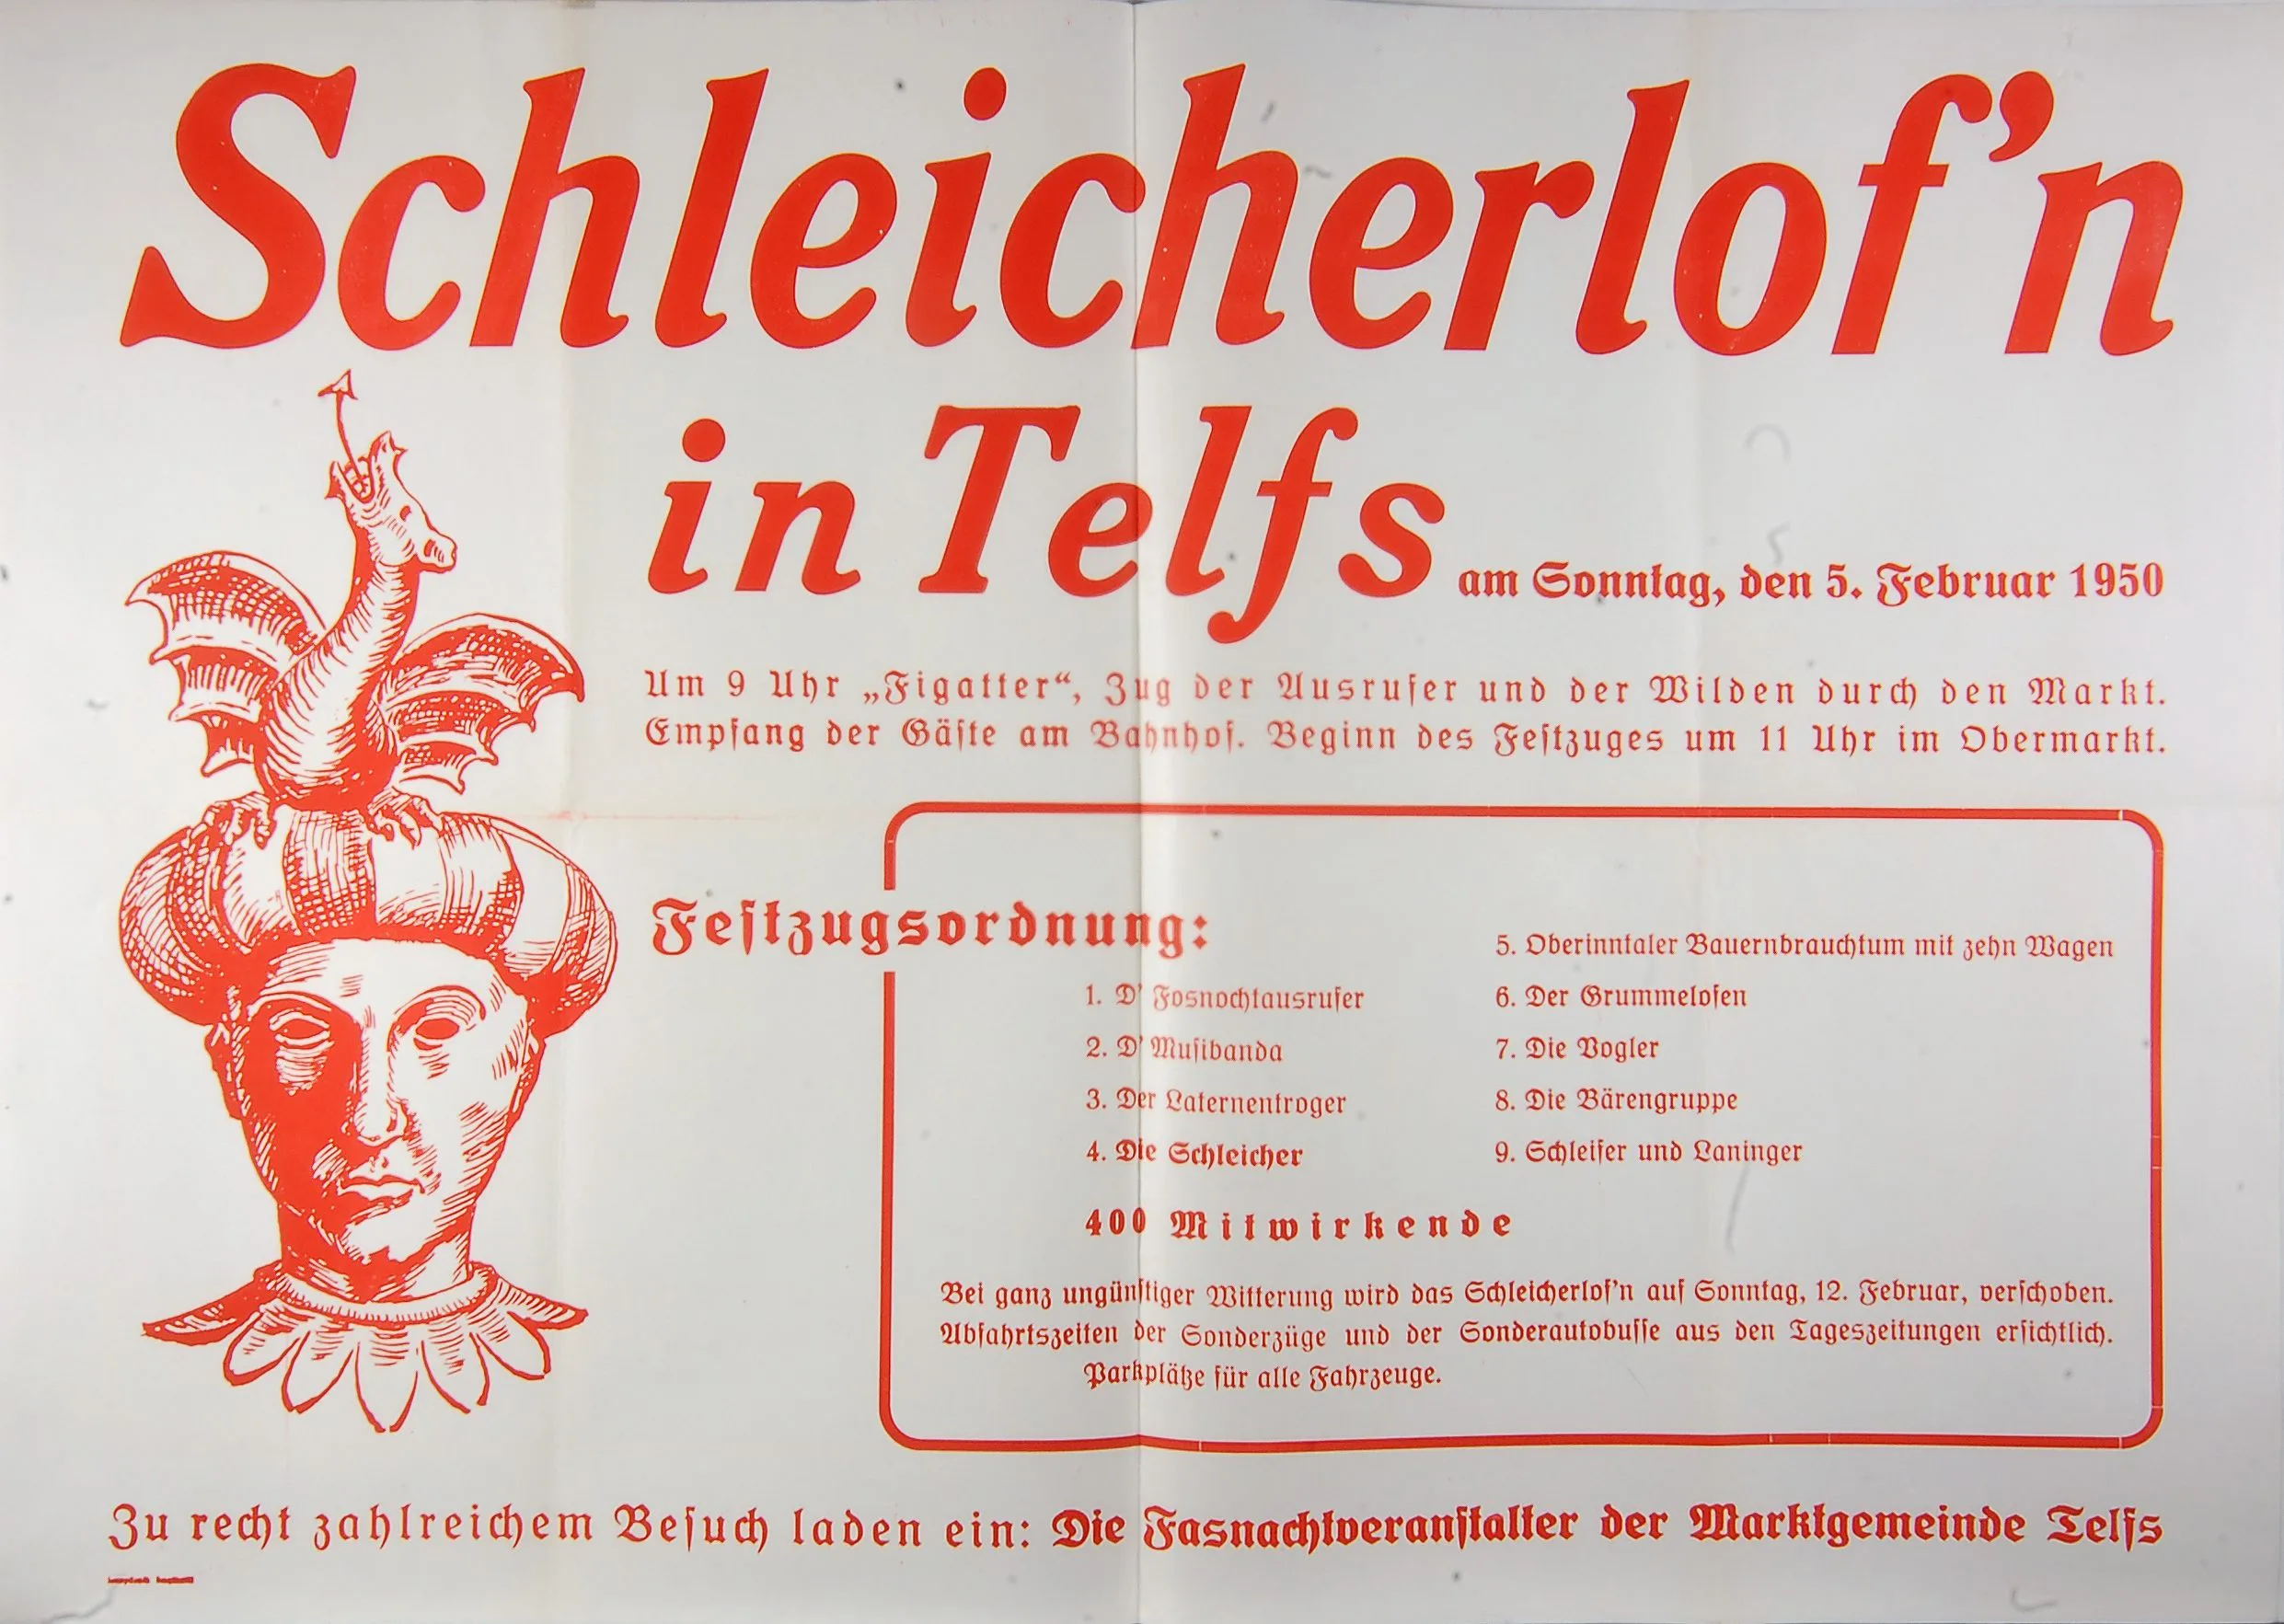 Schleicherlof'n
in Telfs am Sonntag, den 5. Februar 1950
Um 9 Uhr „Figatter“, Zug der Ausrufer und der Wilden durch den Markt.
Empfang der Gäste am Bahnhof. Beginn des Festzuges um 11 Uhr im Obermarkt.
Festzugsordnung:
1. D' Fosnochtausrufer
2. D' Musibanda
3. Der Laternentroger
4. Die Schleicher
5. Oberinntaler Bauernbrauchtum mit zehn Wagen
6. Der Grummelofen
7. Die Vogler
8. Die Bärengruppe
9. Schleifer und Laninger
400 Mitwirkende
Bei ganz ungünstiger Witterung wird das Schleicherlof'n auf Sonntag, 12. Februar, verschoben.
Abfahrtszeiten der Sonderzüge und der Sonderautobusse aus den Tageszeitungen ersichtlich.
Parkplätze für alle Fahrzeuge.
Zu recht zahlreichem Besuch laden ein: Die Fasnachtveranstalter der Marktgemeinde Telfs